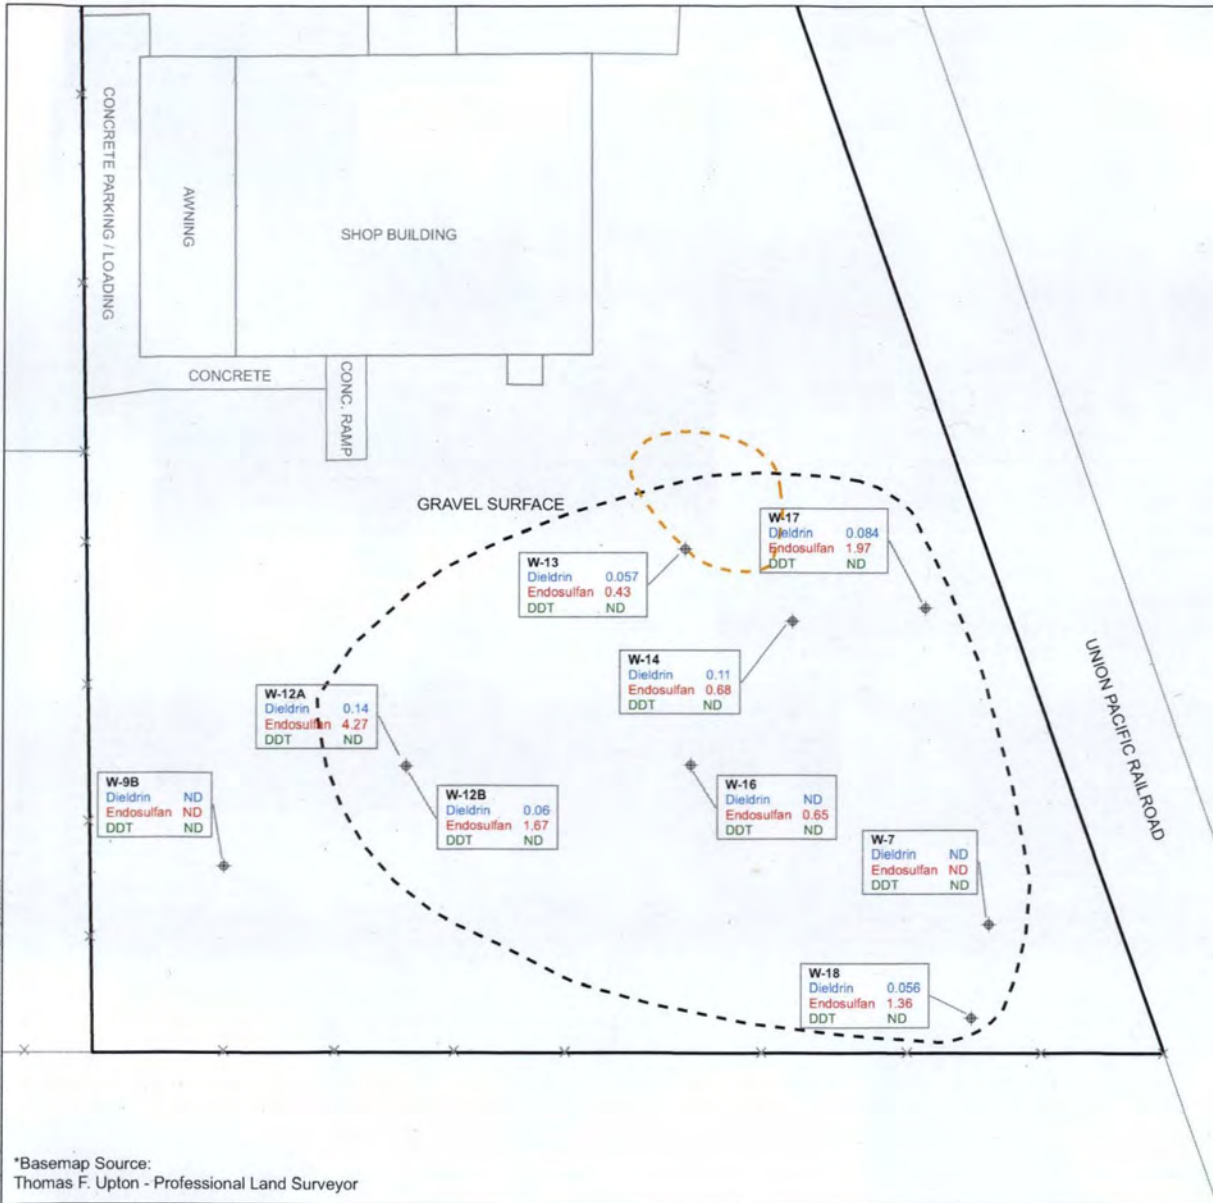 CONCRETE PARKING / LOADING
AWNING
SHOP BUILDING
CONCRETE
CONC. RAMP
GRAVEL SURFACE
W-17
Dieldrin 0.084
Endosulfan 1.97
DDT ND
W-13
Dieldrin 0.057
Endosulfan 0.43
DDT ND
W-14
Dieldrin 0.11
Endosulfan 0.68
DDT ND
UNION PACIFIC RAILROAD
W-12A
Dieldrin 0.14
Endosulfan 4.27
DDT ND
W-9B
Dieldrin ND
Endosulfan ND
DDT ND
W-12B
Dieldrin 0.06
Endosulfan 1.67
DDT ND
W-16
Dieldrin ND
Endosulfan 0.65
DDT ND
W-7
Dieldrin ND
Endosulfan ND
DDT ND
W-18
Dieldrin 0.056
Endosulfan 1.36
DDT ND
*Basemap Source:
Thomas F. Upton - Professional Land Surveyor